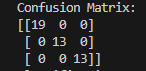 Confusion Matrix:
[[19  0  0]
 [ 0 13  0]
 [ 0  0 13]]